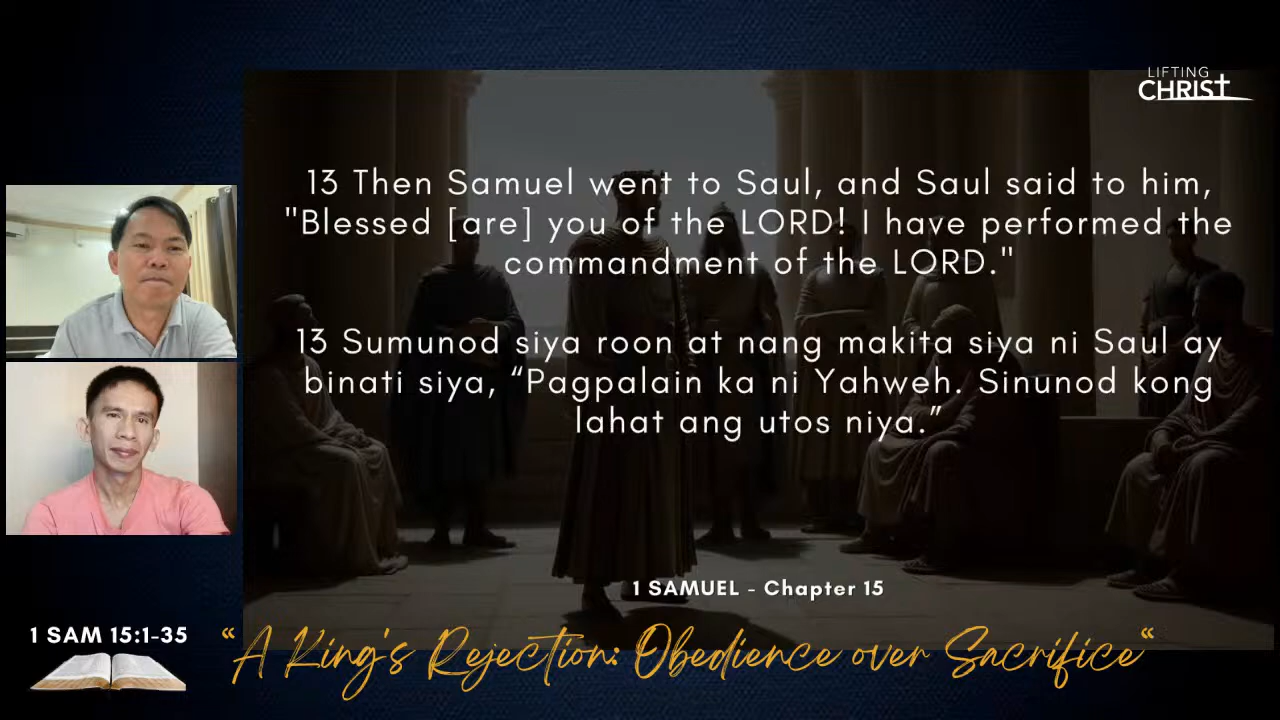 LIFTING
CHRIST
13 Then Samuel went to Saul, and Saul said to him,
"Blessed [are] you of the LORD! I have performed the
commandment of the LORD."
13 Sumunod siya roon at nang makita siya ni Saul ay
binati siya, “Pagpalain ka ni Yahweh. Sinunod kong
lahat ang utos niya.”
1 SAMUEL - Chapter 15
1 SAM 15:1-35
“A King's Rejection: Obedience over Sacrifice“